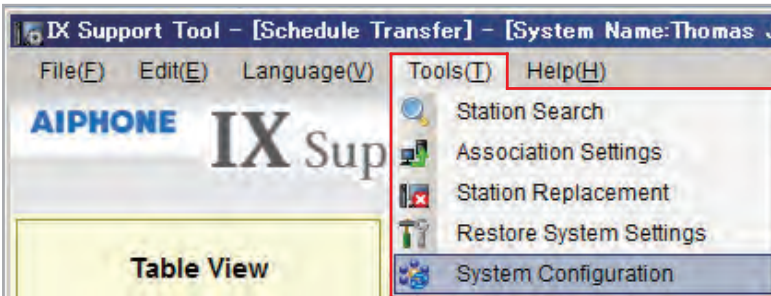 IX Support Tool - [Schedule Transfer] - [System Name:Thomas
File(F) Edit(E) Language(V) Tools(T) Help(H)
AIPHONE IX Sup
Station Search
Association Settings
Station Replacement
Restore System Settings
Table View
System Configuration